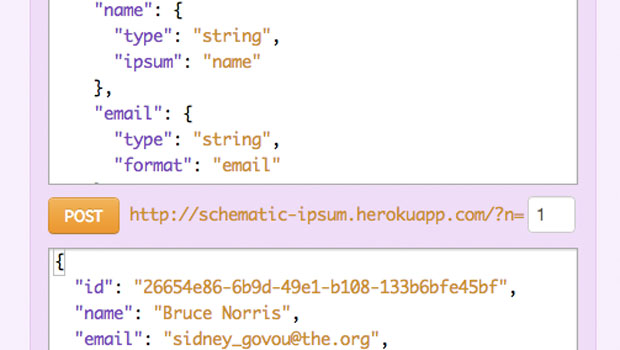 "name": {
"type": "string",
"ipsum": "name"
},
"email": {
"type": "string",
"format": "email"
POST http://schematic-ipsum.herokuapp.com/?n= 1
{
"id": "26654e86-6b9d-49e1-b108-133b6bfe45bf",
"name": "Bruce Norris",
"email": "sidney_govou@the.org",